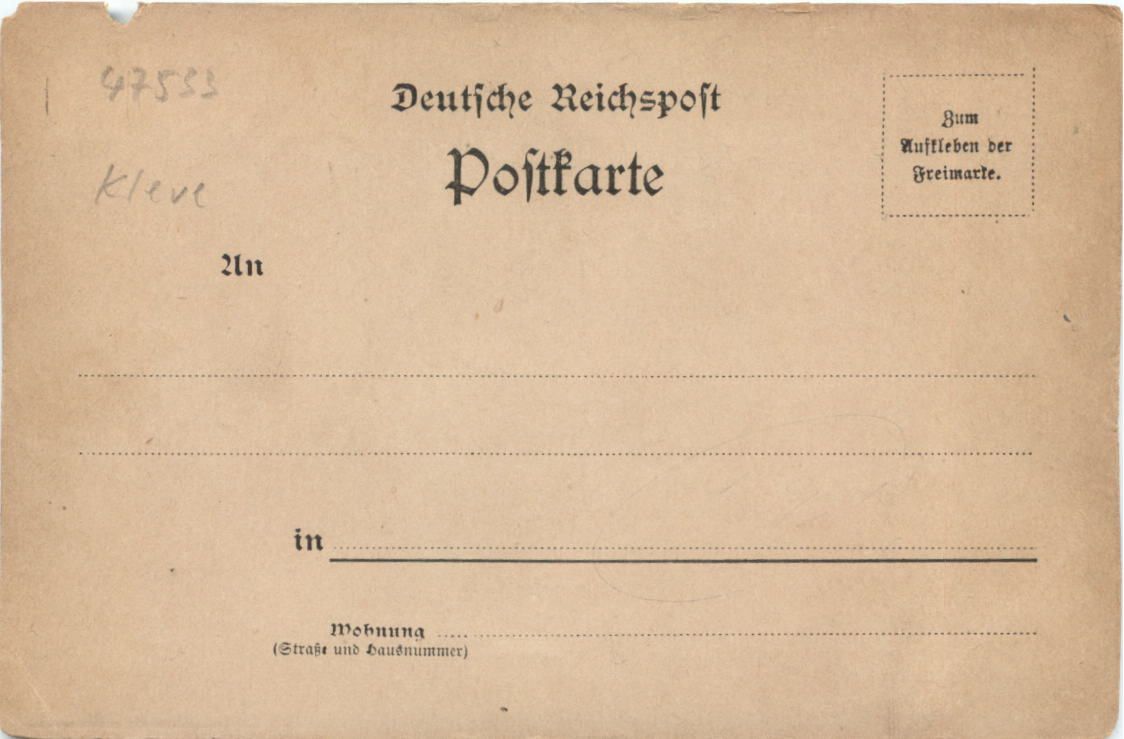 47533
Kleve
Deutsche Reichspost
Postkarte
Zum
Aufkleben der
Freimarke.
An
in
Wohnung
(Straße und Hausnummer)